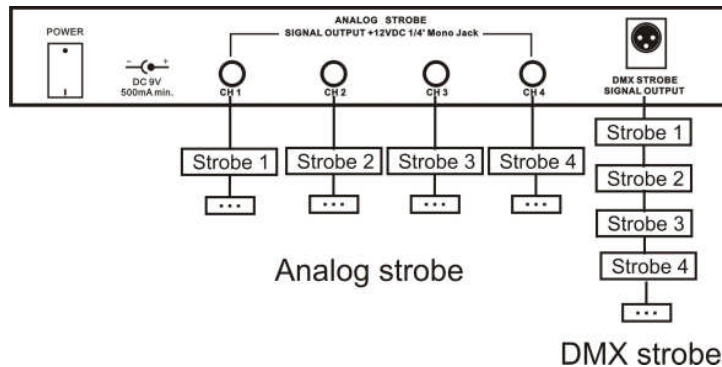 POWER
DC 9V
500mA min.
ANALOG STROBE
SIGNAL OUTPUT +12VDC 1/4' Mono Jack
CH 1
CH 2
CH 3
CH 4
DMX STROBE
SIGNAL OUTPUT
Strobe 1
Strobe 2
Strobe 3
Strobe 4
...
...
...
...
Analog strobe
Strobe 1
Strobe 2
Strobe 3
Strobe 4
...
DMX strobe